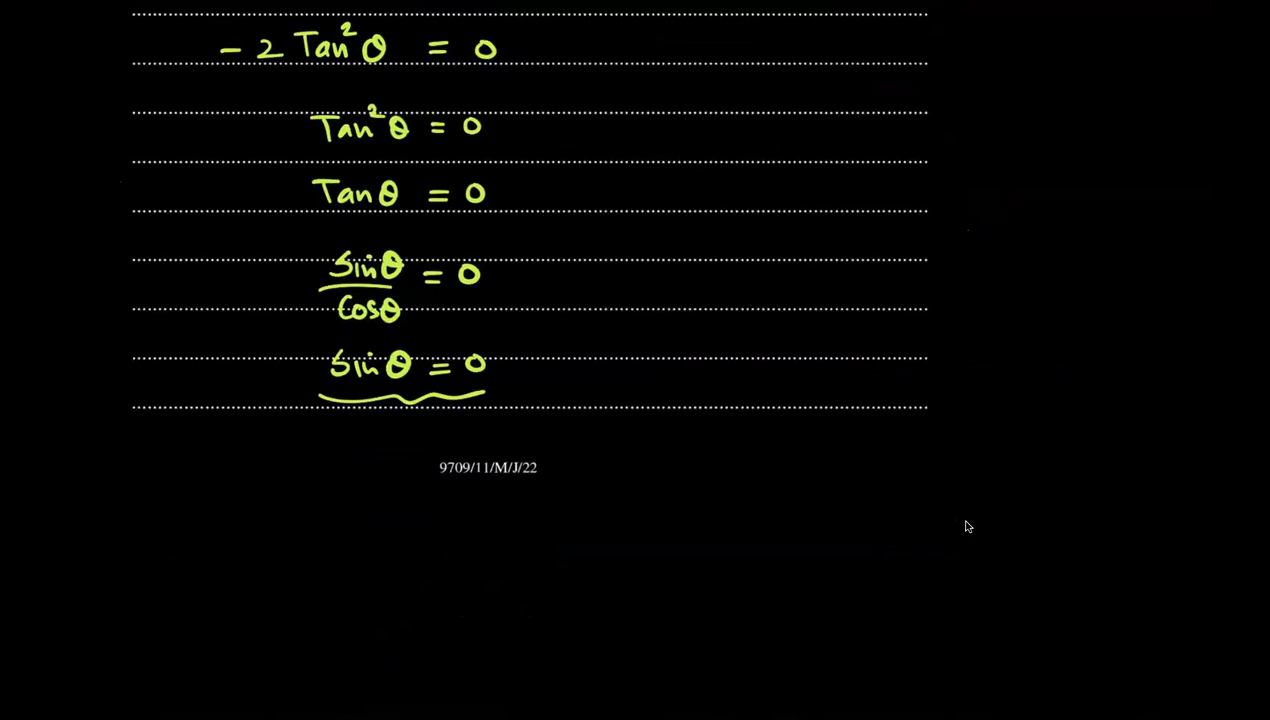 - 2 Tan²θ = 0
Tan²θ = 0
Tanθ = 0
Sinθ
Cosθ = 0
Sinθ = 0
9709/11/M/J/22